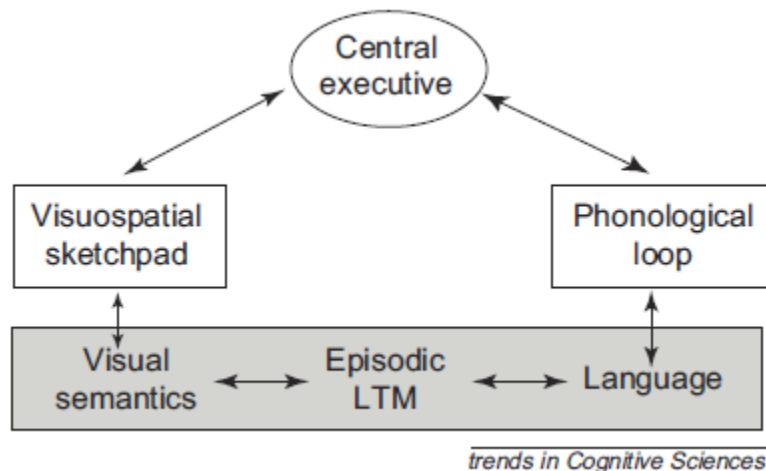 Central
executive
Visuospatial
sketchpad
Phonological
loop
Visual
semantics
Episodic
LTM
Language
trends in Cognitive Sciences